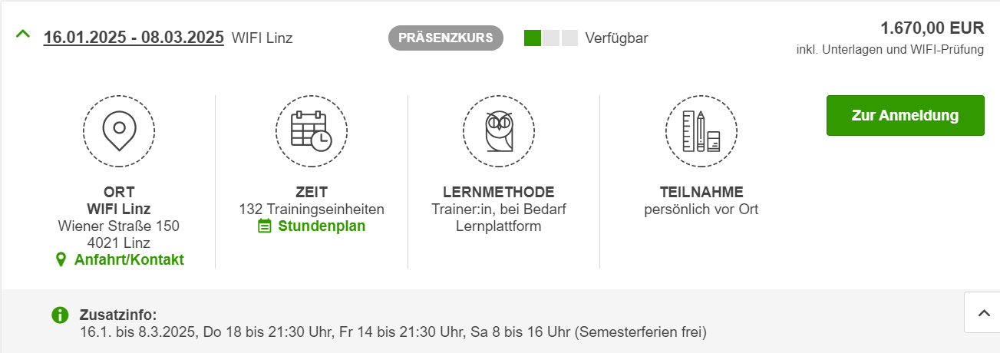 16.01.2025 - 08.03.2025 WIFI Linz PRÄSENZKURS Verfügbar 1.670,00 EUR
inkl. Unterlagen und WIFI-Prüfung
Zur Anmeldung
ORT
WIFI Linz
Wiener Straße 150
4021 Linz
Anfahrt/Kontakt
ZEIT
132 Trainingseinheiten
Stundenplan
LERNMETHODE
Trainer:in, bei Bedarf
Lernplattform
TEILNAHME
persönlich vor Ort
Zusatzinfo:
16.1. bis 8.3.2025, Do 18 bis 21:30 Uhr, Fr 14 bis 21:30 Uhr, Sa 8 bis 16 Uhr (Semesterferien frei)